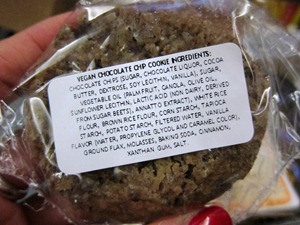 VEGAN CHOCOLATE CHIP COOKIE INGREDIENTS:
CHOCOLATE CHIPS (SUGAR, CHOCOLATE LIQUOR, COCOA
BUTTER, DEXTROSE, SOY LECITHIN, VANILLA), SUGAR,
VEGETABLE OIL (PALM FRUIT, CANOLA, OLIVE OIL,
SUNFLOWER LECITHIN, LACTIC ACID (NON DAIRY, DERIVED
FROM SUGAR BEETS), ANNATTO EXTRACT), WHITE RICE
FLOUR, BROWN RICE FLOUR, CORN STARCH, TAPIOCA
STARCH, POTATO STARCH, FILTERED WATER, VANILLA
FLAVOR (WATER, PROPYLENE GLYCOL AND CARAMEL COLOR),
GROUND FLAX, MOLASSES, BAKING SODA, CINNAMON,
XANTHAN GUM, SALT.